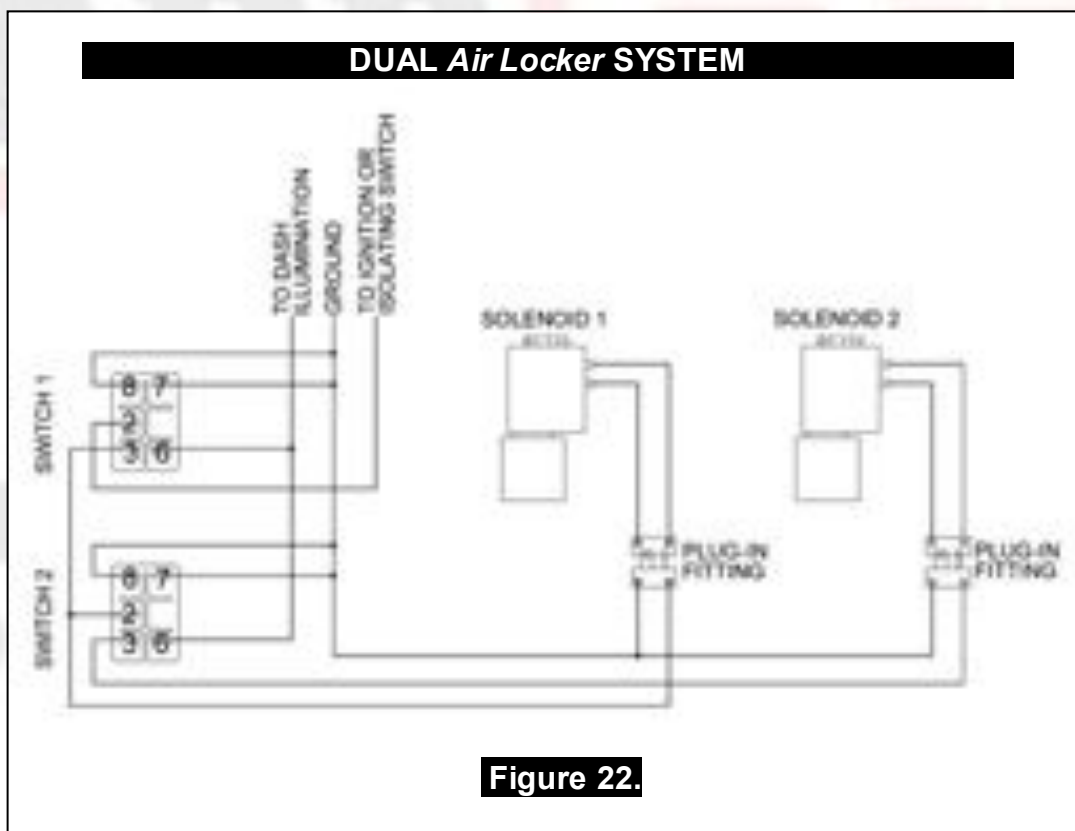 DUAL Air Locker SYSTEM
TO DASH
ILLUMINATION
GROUND
TO IGNITION OR
ISOLATING SWITCH
SOLENOID 1
SOLENOID 2
SWITCH 1
8 7
2
3 6
SWITCH 2
8 7
2
3 6
PLUG-IN
FITTING
PLUG-IN
FITTING
Figure 22.